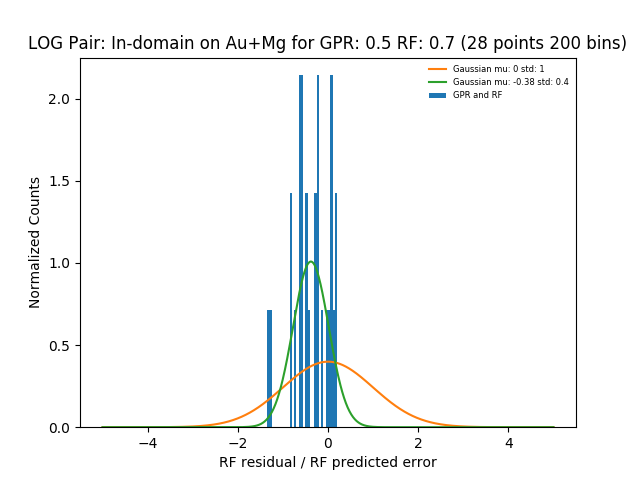 LOG Pair: In-domain on Au+Mg for GPR: 0.5 RF: 0.7 (28 points 200 bins)
Gaussian mu: 0 std: 1
Gaussian mu: -0.38 std: 0.4
GPR and RF
Normalized Counts
2.0
1.5
1.0
0.5
0.0
−4
−2
0
2
4
RF residual / RF predicted error